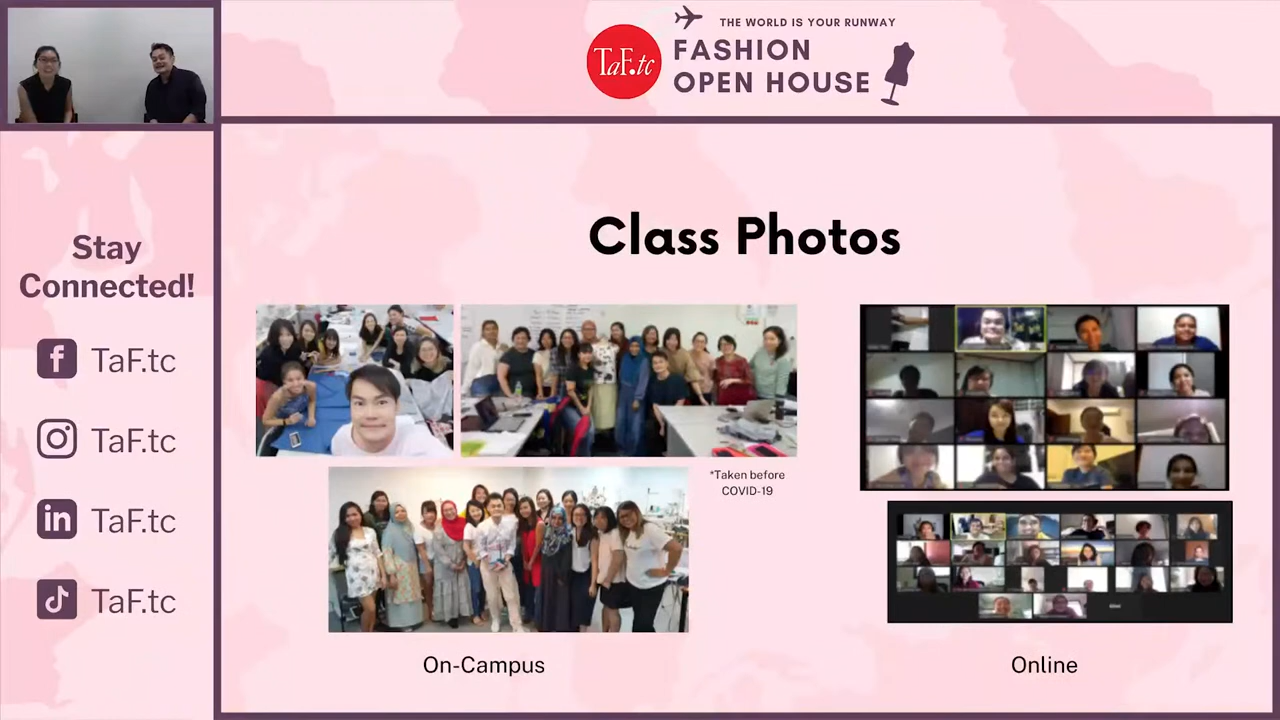 THE WORLD IS YOUR RUNWAY
TaF.tc
FASHION
OPEN HOUSE
Stay
Connected!
f TaF.tc
TaF.tc
in TaF.tc
TaF.tc
Class Photos
*Taken before
COVID-19
On-Campus
Online